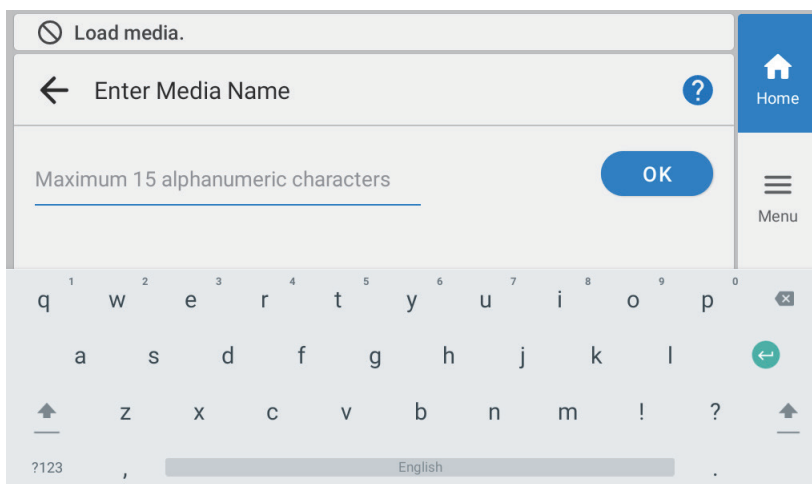 Load media.
Enter Media Name
?
Home
Maximum 15 alphanumeric characters
OK
Menu
1 2 3 4 5 6 7 8 9 0
q w e r t y u i o p
a s d f g h j k l
z x c v b n m ! ?
?123 , English .